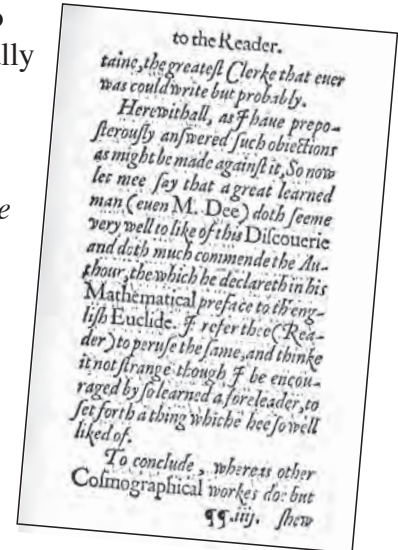 lly
e
to the Reader.
taine, the greateſt Clerke that euer
was could write but probably.
Herewithall, as I haue prepo-
ſterouſly anſwered ſuch obiections
as might be made againſt it, So now
let mee ſay that a great learned
man (euen M. Dee) doth ſeeme
very well to like of this Diſcouerie
and doth much commende the Au-
thour, the which he declareth in his
Mathematical preface to th'eng-
liſh Euclide. I refer thee (Rea-
der) to peruſe the ſame, and thinke
it not ſtrange though I be encou-
raged by ſo learned a foreleader, to
ſet forth a thing whiche hee ſo well
liked of.
To conclude, whereas other
Coſmographical workes do: but
¶¶.iiij. ſhew